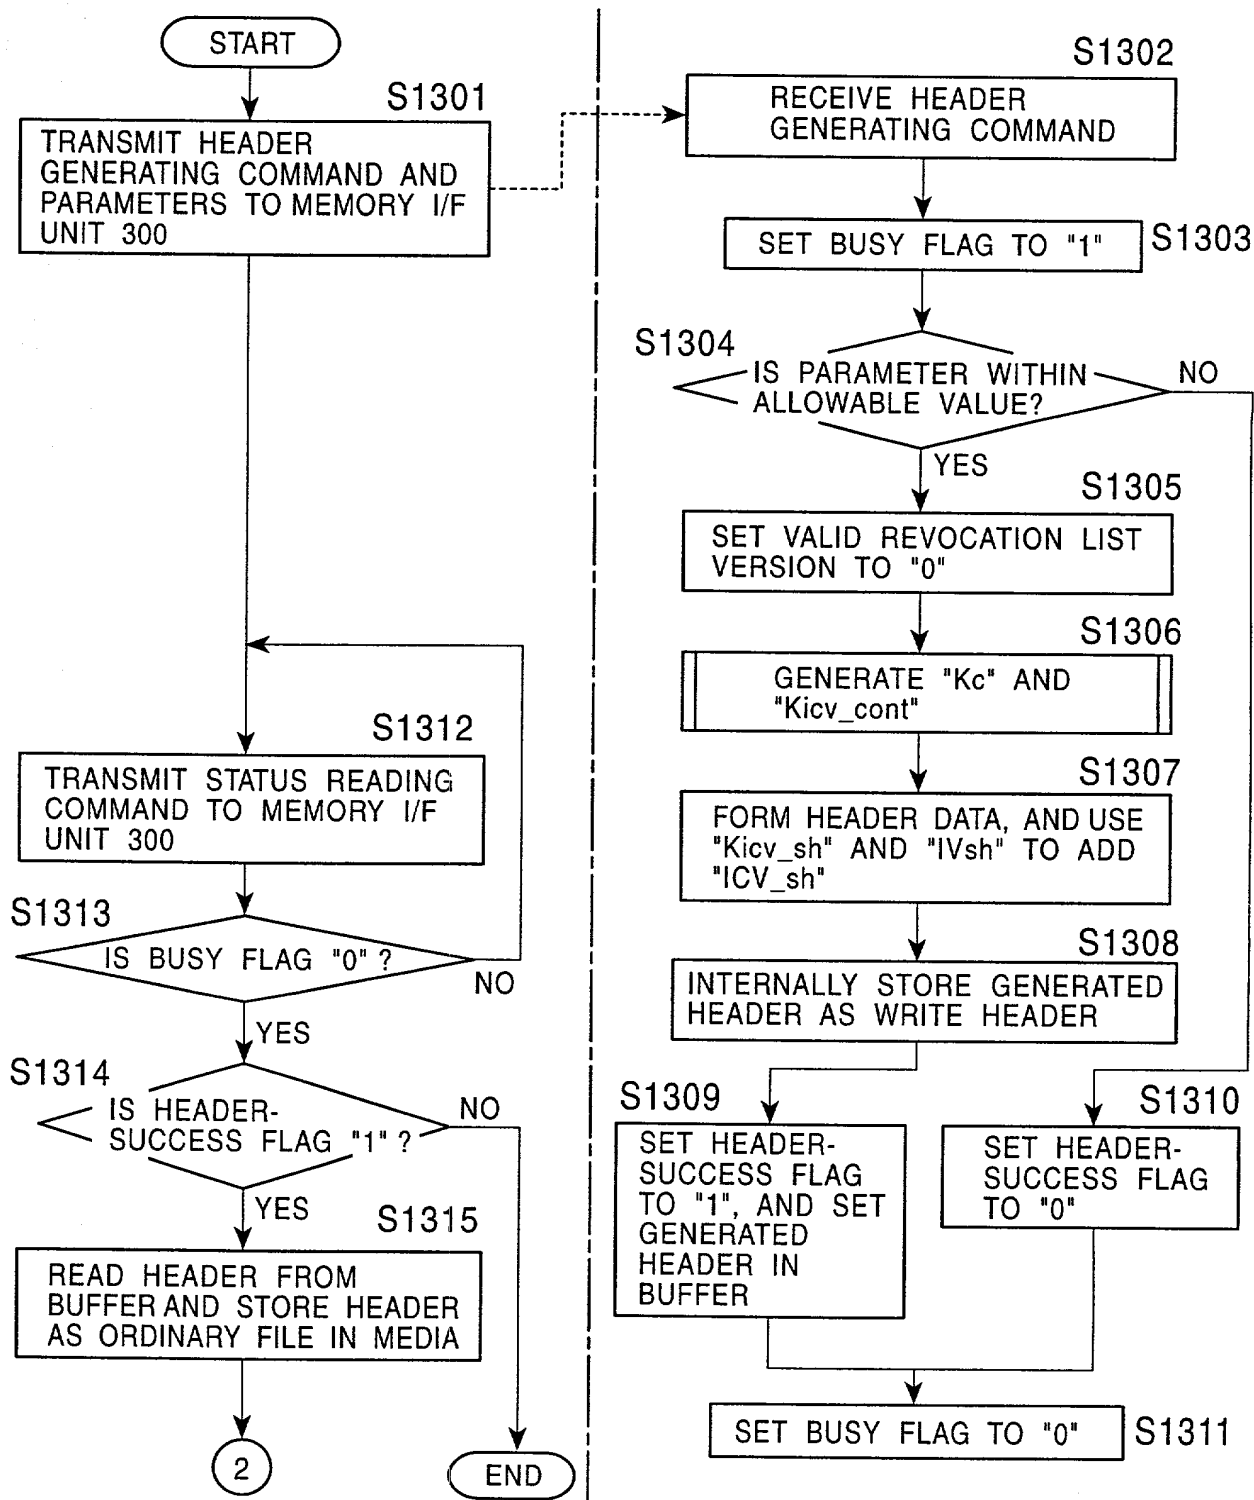 START
S1301
TRANSMIT HEADER
GENERATING COMMAND AND
PARAMETERS TO MEMORY I/F
UNIT 300
S1312
TRANSMIT STATUS READING
COMMAND TO MEMORY I/F
UNIT 300
S1313
IS BUSY FLAG "0" ?
NO
YES
S1314
IS HEADER-
SUCCESS FLAG "1" ?
NO
YES
S1315
READ HEADER FROM
BUFFER AND STORE HEADER
AS ORDINARY FILE IN MEDIA
2
END
S1302
RECEIVE HEADER
GENERATING COMMAND
SET BUSY FLAG TO "1"
S1303
S1304
IS PARAMETER WITHIN
ALLOWABLE VALUE?
NO
YES
S1305
SET VALID REVOCATION LIST
VERSION TO "0"
S1306
GENERATE "Kc" AND
"Kicv_cont"
S1307
FORM HEADER DATA, AND USE
"Kicv_sh" AND "IVsh" TO ADD
"ICV_sh"
S1308
INTERNALLY STORE GENERATED
HEADER AS WRITE HEADER
S1309
SET HEADER-
SUCCESS FLAG
TO "1", AND SET
GENERATED
HEADER IN
BUFFER
S1310
SET HEADER-
SUCCESS FLAG
TO "0"
SET BUSY FLAG TO "0"
S1311